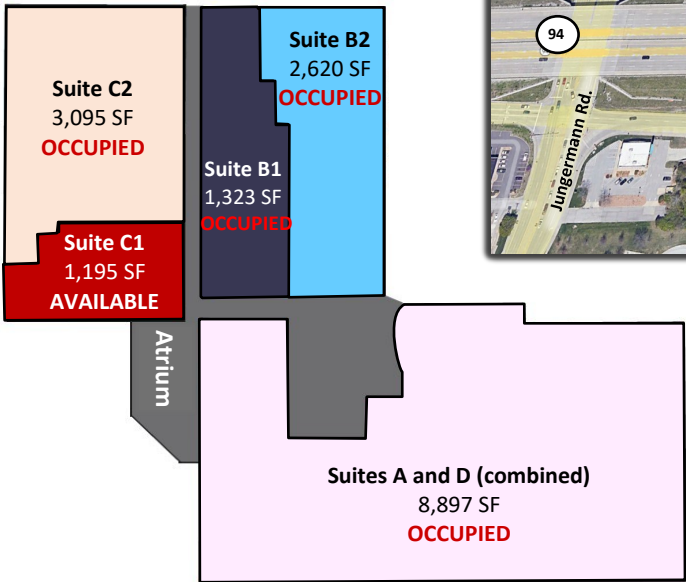 Suite C2
3,095 SF
OCCUPIED
Suite B2
2,620 SF
OCCUPIED
94
Jungermann Rd.
Suite B1
1,323 SF
OCCUPIED
Suite C1
1,195 SF
AVAILABLE
Atrium
Suites A and D (combined)
8,897 SF
OCCUPIED